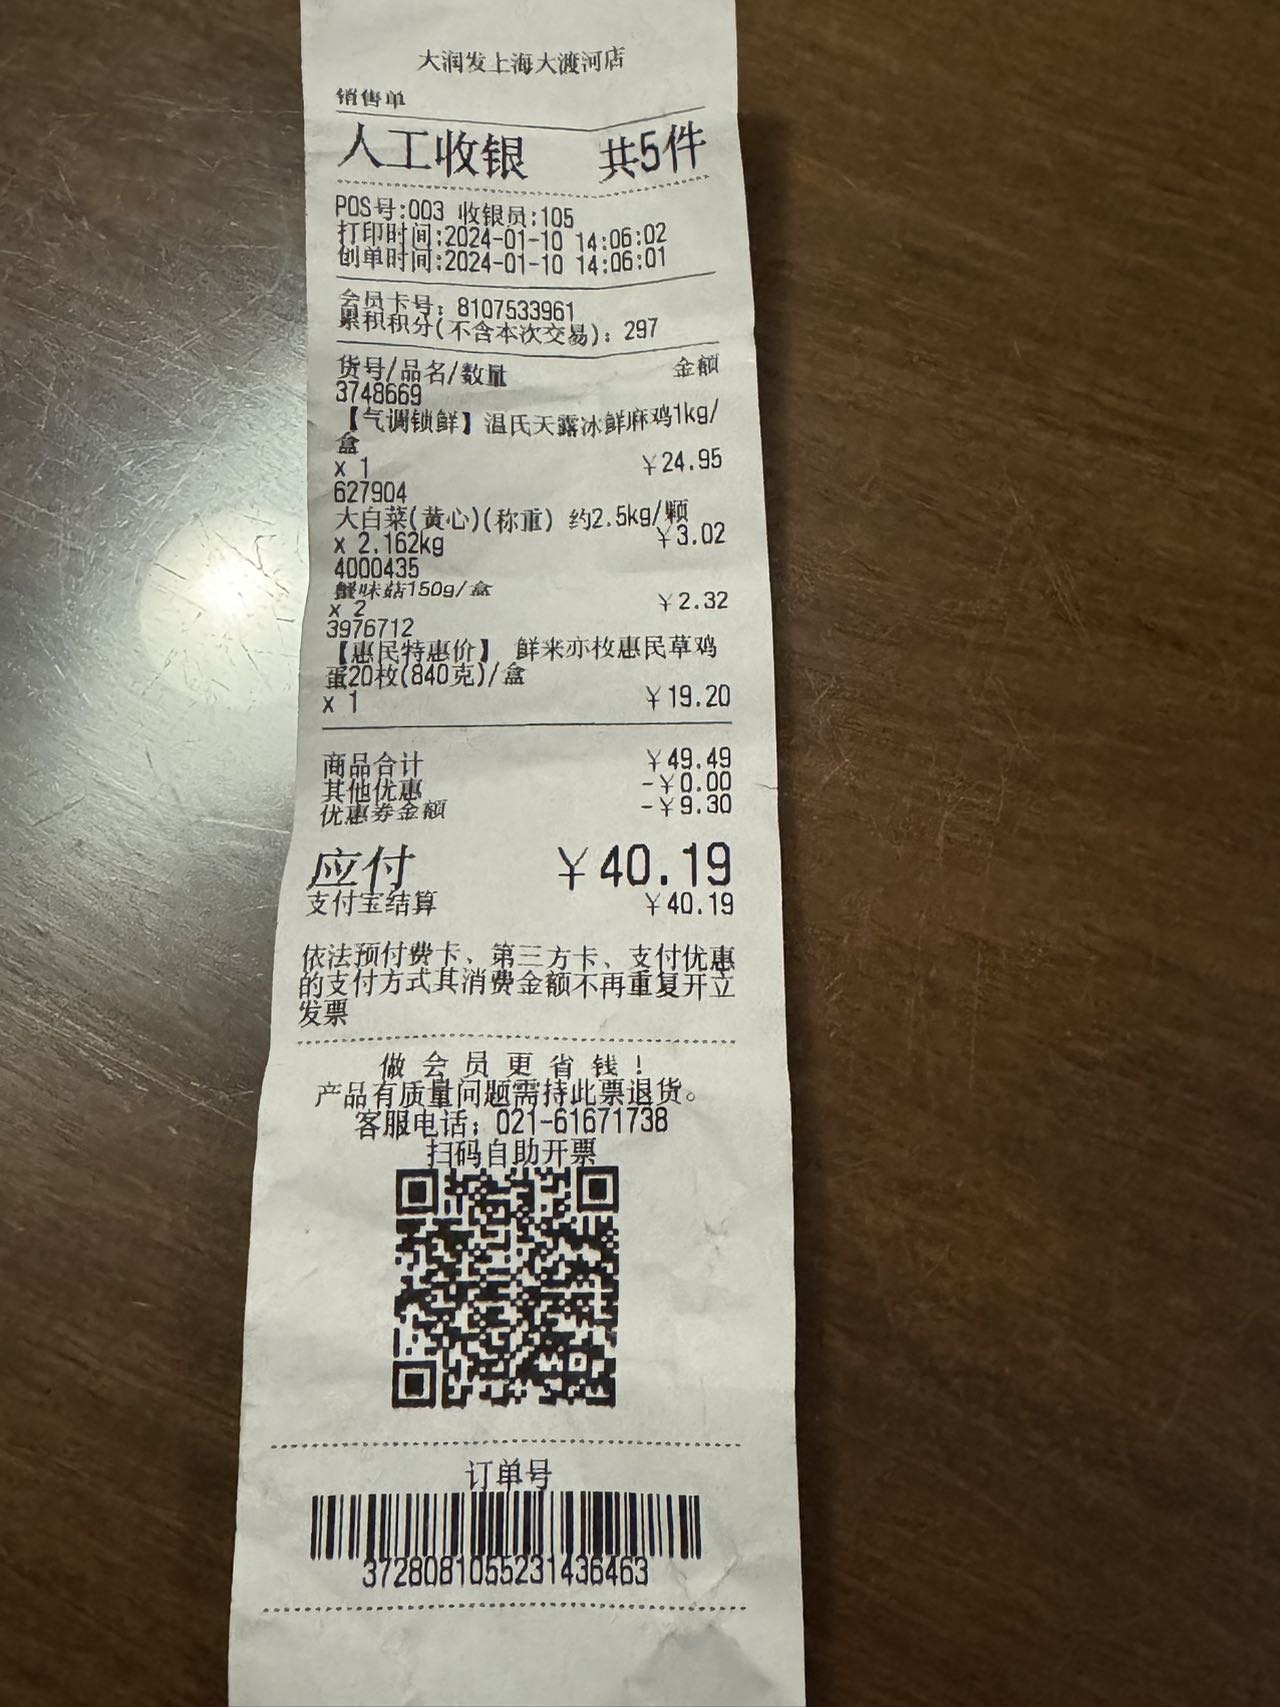 大润发上海大渡河店
销售单
人工收银 共5件
POS号:003 收银员:105
打印时间:2024-01-10 14:06:02
创单时间:2024-01-10 14:06:01
会员卡号: 8107533961
累积积分(不含本次交易): 297
货号/品名/数量 金额
3748669
【气调锁鲜】温氏天露冰鲜麻鸡1kg/
盒
x 1 ￥24.95
627904
大白菜(黄心)(称重) 约2.5kg/颗
x 2.162kg ￥3.02
4000435
蟹味菇150g/盒
x 2 ￥2.32
3976712
【惠民特惠价】 鲜来亦枚惠民草鸡
蛋20枚(840克)/盒
x 1 ￥19.20
商品合计 ￥49.49
其他优惠 -￥0.00
优惠券金额 -￥9.30
应付 ￥40.19
支付宝结算 ￥40.19
依法预付费卡、第三方卡、支付优惠
的支付方式其消费金额不再重复开立
发票
做会员更省钱!
产品有质量问题需持此票退货。
客服电话: 021-61671738
扫码自助开票
订单号
3728081055231436463